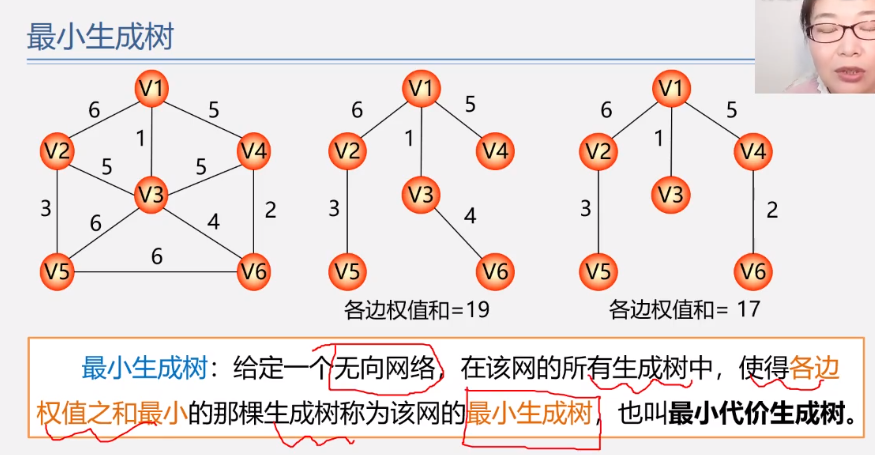 最小生成树
V1
6
5
1
V2
V4
5
5
V3
3
2
6
4
6
V5
V6
V1
6
5
1
V2
V4
V3
3
4
V5
V6
各边权值和=19
V1
6
5
1
V2
V4
V3
3
2
V5
V6
各边权值和= 17
最小生成树：给定一个无向网络，在该网的所有生成树中，使得各边
权值之和最小的那棵生成树称为该网的最小生成树，也叫最小代价生成树。